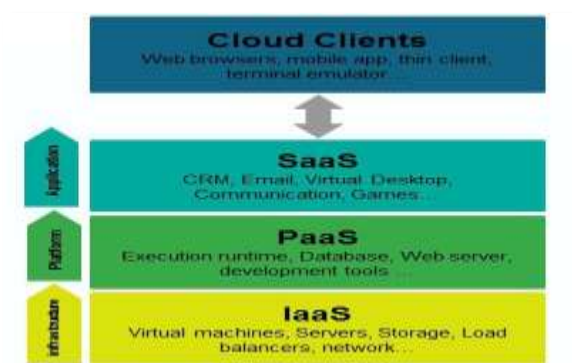 Cloud Clients
Web browsers, mobile app, thin client,
terminal emulator ...
Application
SaaS
CRM, Email, Virtual Desktop,
Communication, Games...
Platform
PaaS
Execution runtime, Database, Web server,
development tools ...
Infrastructure
IaaS
Virtual machines, Servers, Storage, Load
balancers, network...